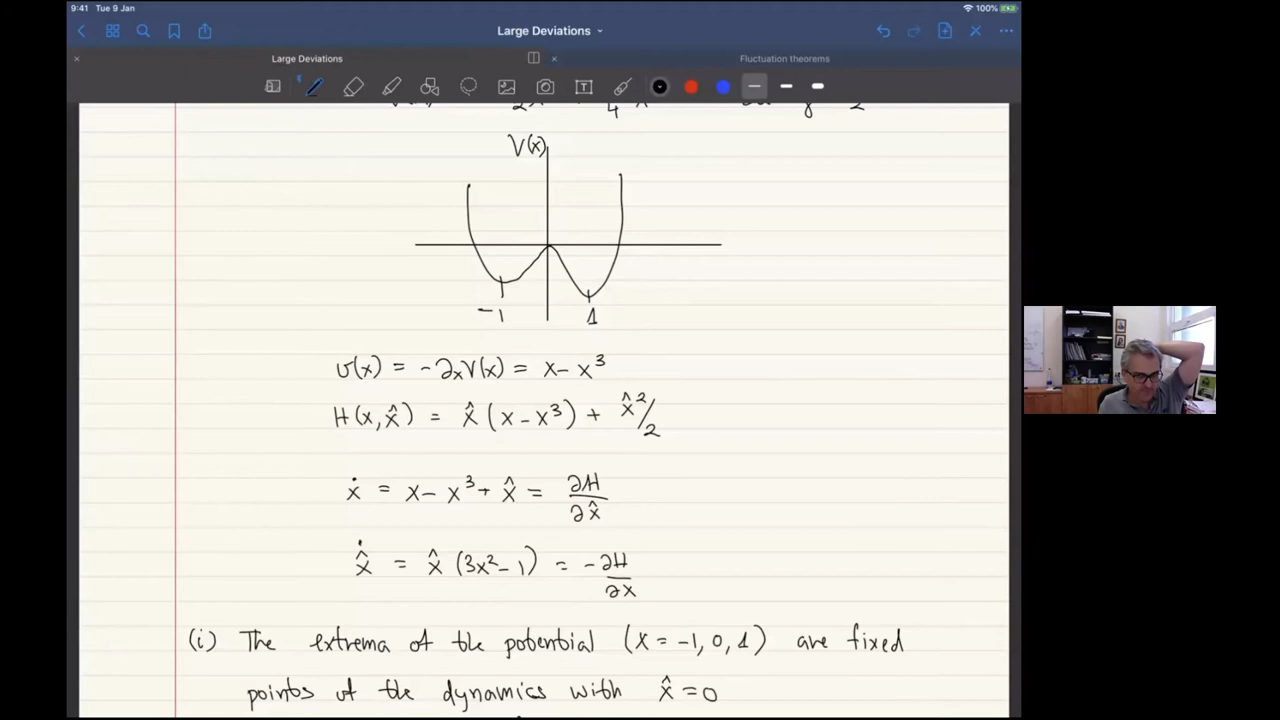 9:41 Tue 9 Jan 100%
Large Deviations
Large Deviations Fluctuation theorems
V(x)
-1 1
v(x) = -∂xV(x) = x - x³
H(x, x̂) = x̂ (x - x³) + x̂²/2
ẋ = x - x³ + x̂ = ∂H/∂x̂
x̂̇ = x̂ (3x² - 1) = -∂H/∂x
(i) The extrema of the potential (x = -1, 0, 1) are fixed
points of the dynamics with x̂ = 0